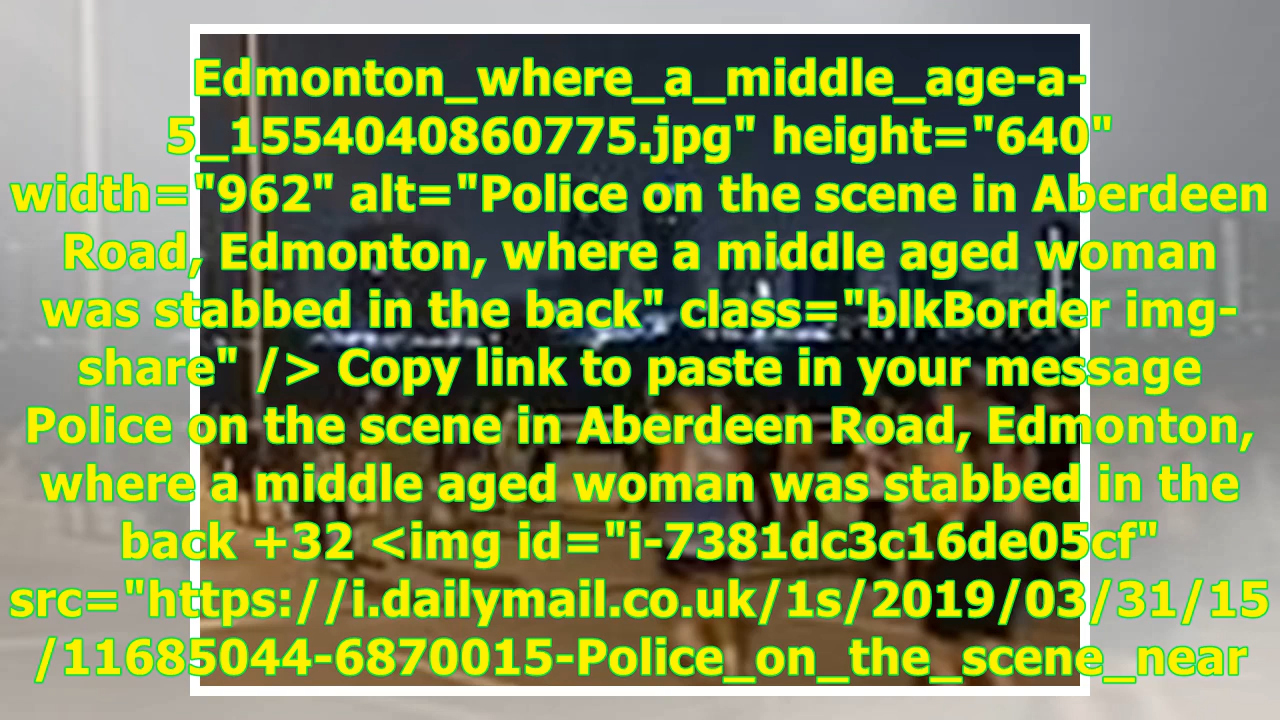 Edmonton_where_a_middle_age-a-
5_1554040860775.jpg" height="640"
width="962" alt="Police on the scene in Aberdeen
Road, Edmonton, where a middle aged woman
was stabbed in the back" class="blkBorder img-
share" /> Copy link to paste in your message
Police on the scene in Aberdeen Road, Edmonton,
where a middle aged woman was stabbed in the
back +32 <img id="i-7381dc3c16de05cf"
src="https://i.dailymail.co.uk/1s/2019/03/31/15
/11685044-6870015-Police_on_the_scene_near